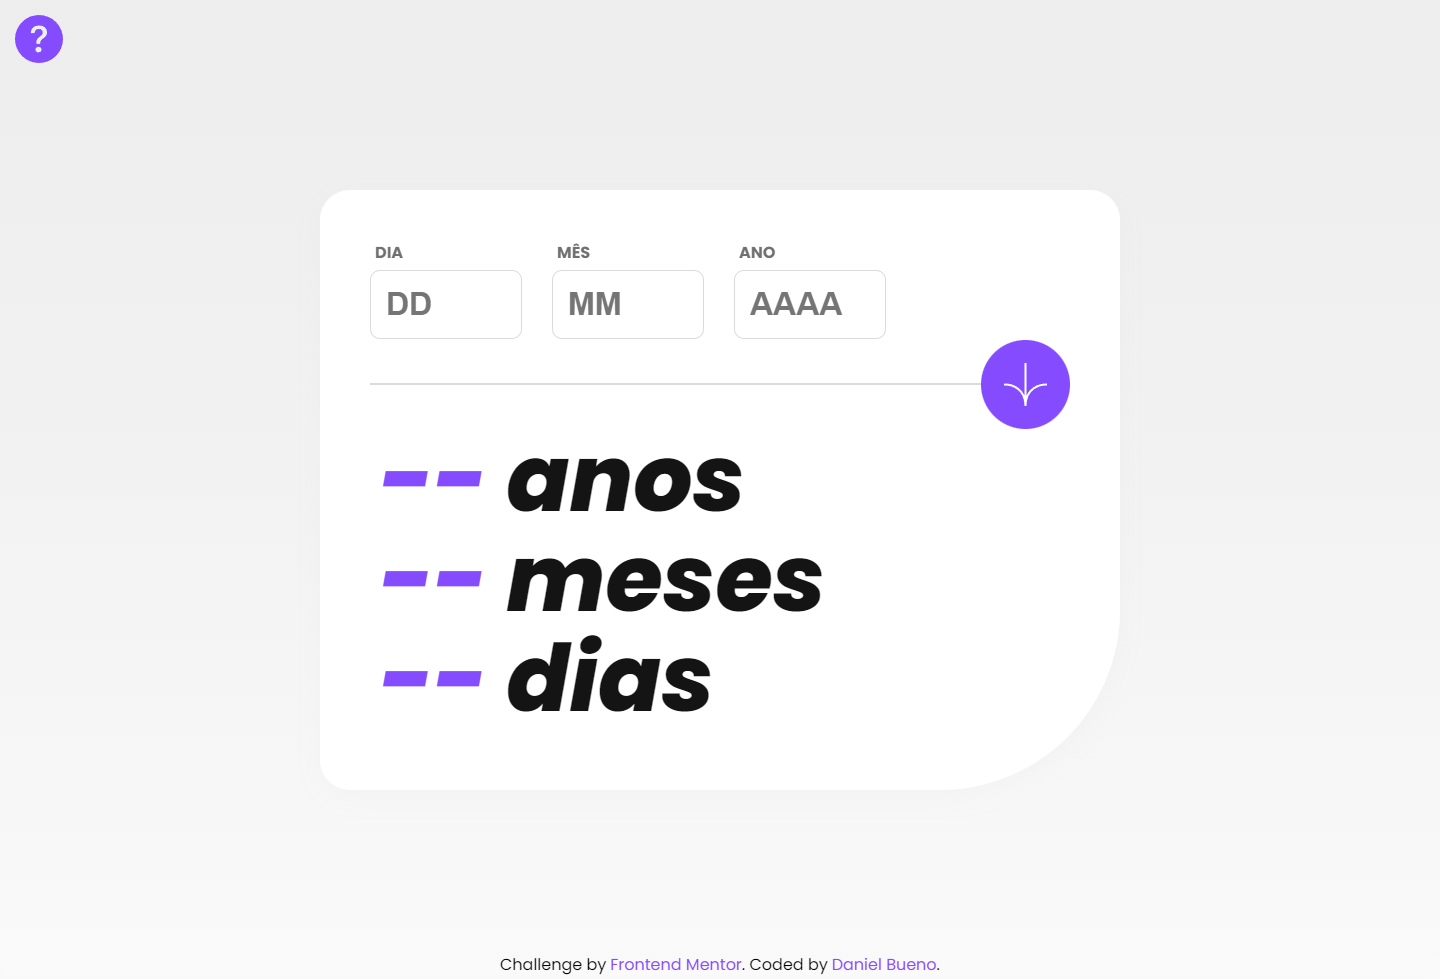 ?
DIA MÊS ANO
DD MM AAAA
-- anos
-- meses
-- dias
Challenge by Frontend Mentor. Coded by Daniel Bueno.